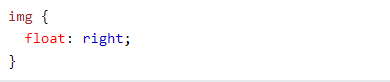 img {
  float: right;
}